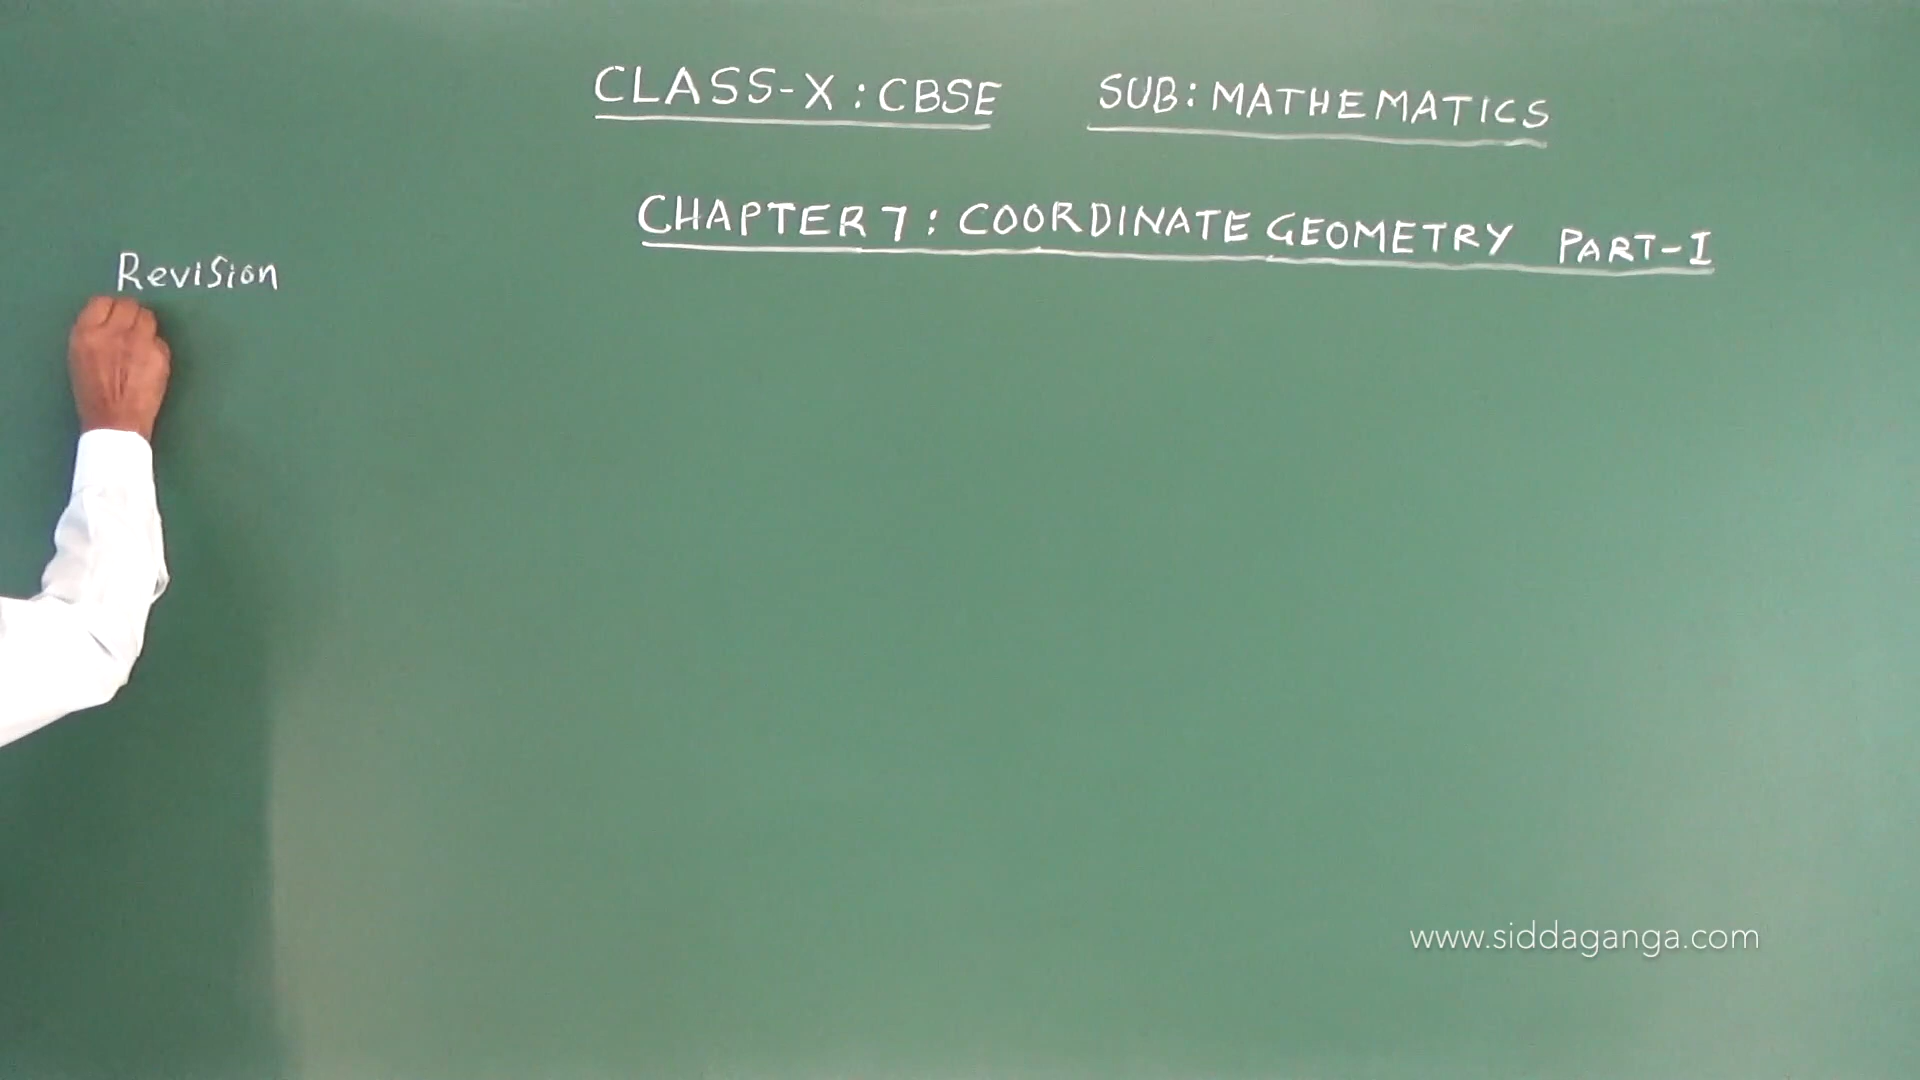 CLASS-X : CBSE SUB: MATHEMATICS
CHAPTER 7 : COORDINATE GEOMETRY PART-I
Revision
www.siddaganga.com